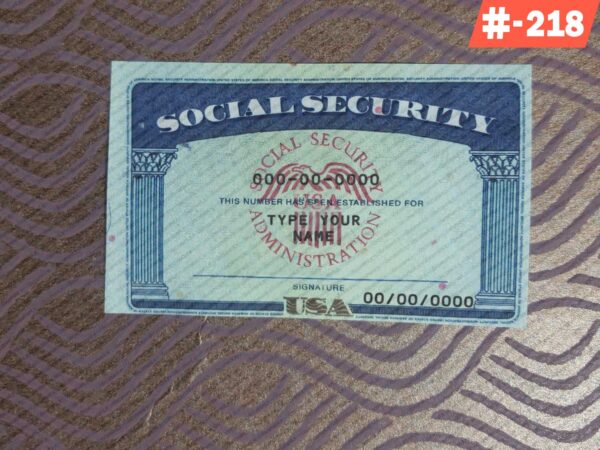 #-218
SOCIAL SECURITY
SOCIAL SECURITY
000-00-0000
THIS NUMBER HAS BEEN ESTABLISHED FOR
USA
TYPE YOUR
NAME
ADMINISTRATION
SIGNATURE
USA
00/00/0000